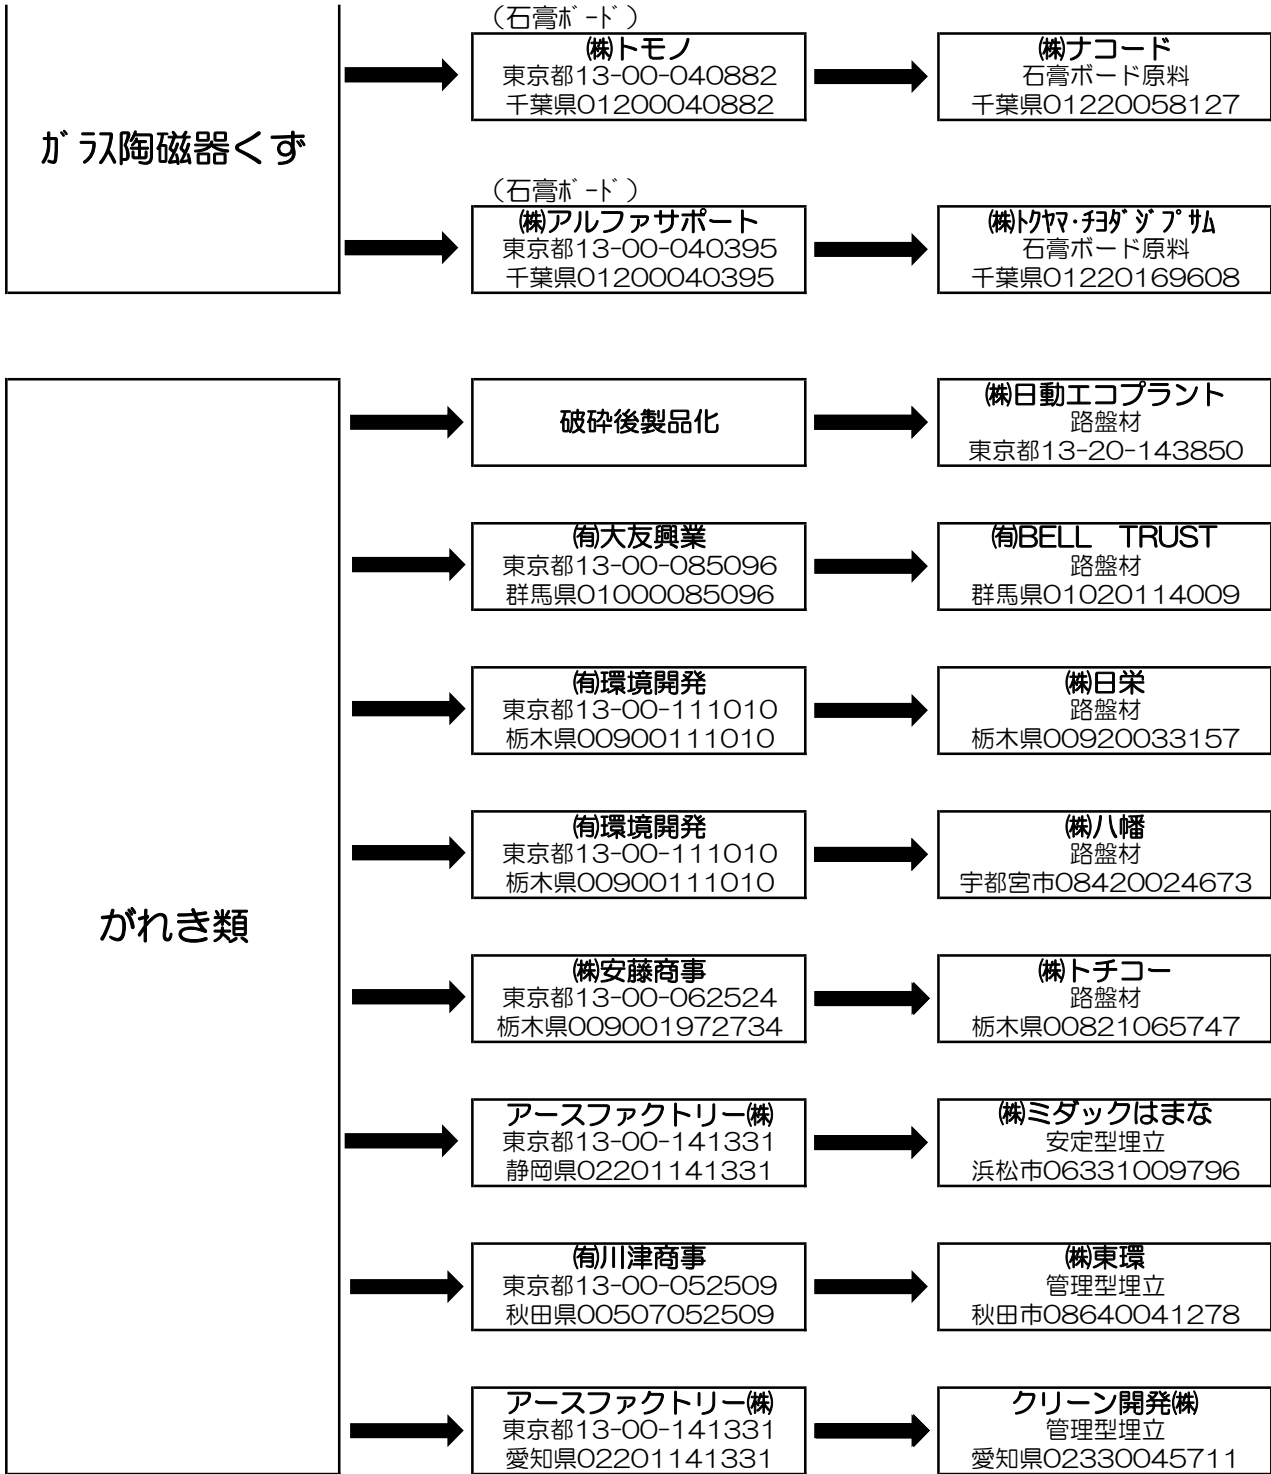 ガラス陶磁器くず
（石膏ボード）
㈱トモノ
東京都13-00-040882
千葉県01200040882
㈱ナコード
石膏ボード原料
千葉県01220058127
（石膏ボード）
㈱アルファサポート
東京都13-00-040395
千葉県01200040395
㈱トクヤマ・チヨダジプサム
石膏ボード原料
千葉県01220169608
がれき類
破砕後製品化
㈱日動エコプラント
路盤材
東京都13-20-143850
㈲大友興業
東京都13-00-085096
群馬県01000085096
㈲BELL　TRUST
路盤材
群馬県01020114009
㈲環境開発
東京都13-00-111010
栃木県00900111010
㈱日栄
路盤材
栃木県00920033157
㈲環境開発
東京都13-00-111010
栃木県00900111010
㈱八幡
路盤材
宇都宮市08420024673
㈱安藤商事
東京都13-00-062524
栃木県009001972734
㈱トチコー
路盤材
栃木県00821065747
アースファクトリー㈱
東京都13-00-141331
静岡県02201141331
㈱ミダックはまな
安定型埋立
浜松市06331009796
㈲川津商事
東京都13-00-052509
秋田県00507052509
㈱東環
管理型埋立
秋田市08640041278
アースファクトリー㈱
東京都13-00-141331
愛知県02201141331
クリーン開発㈱
管理型埋立
愛知県02330045711